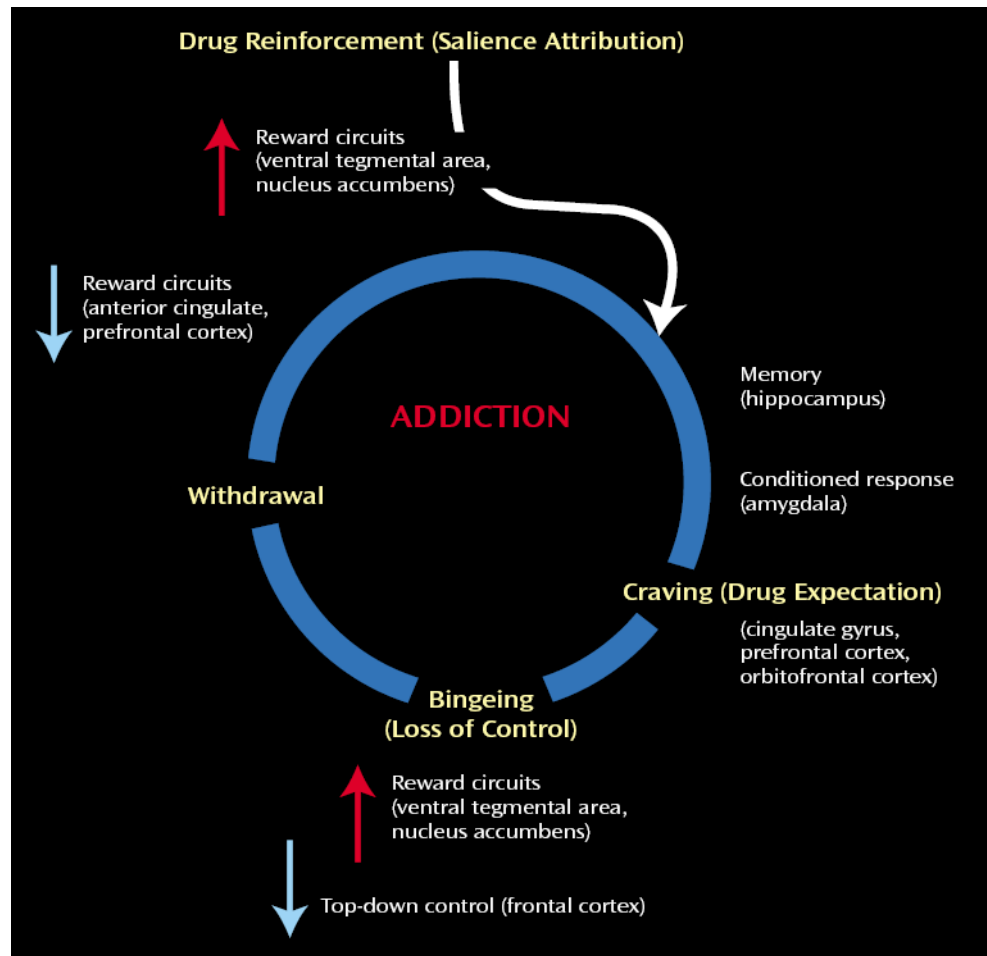 Drug Reinforcement (Salience Attribution)
Reward circuits
(ventral tegmental area,
nucleus accumbens)
Reward circuits
(anterior cingulate,
prefrontal cortex)
Memory
(hippocampus)
ADDICTION
Conditioned response
(amygdala)
Withdrawal
Craving (Drug Expectation)
(cingulate gyrus,
prefrontal cortex,
orbitofrontal cortex)
Bingeing
(Loss of Control)
Reward circuits
(ventral tegmental area,
nucleus accumbens)
Top-down control (frontal cortex)